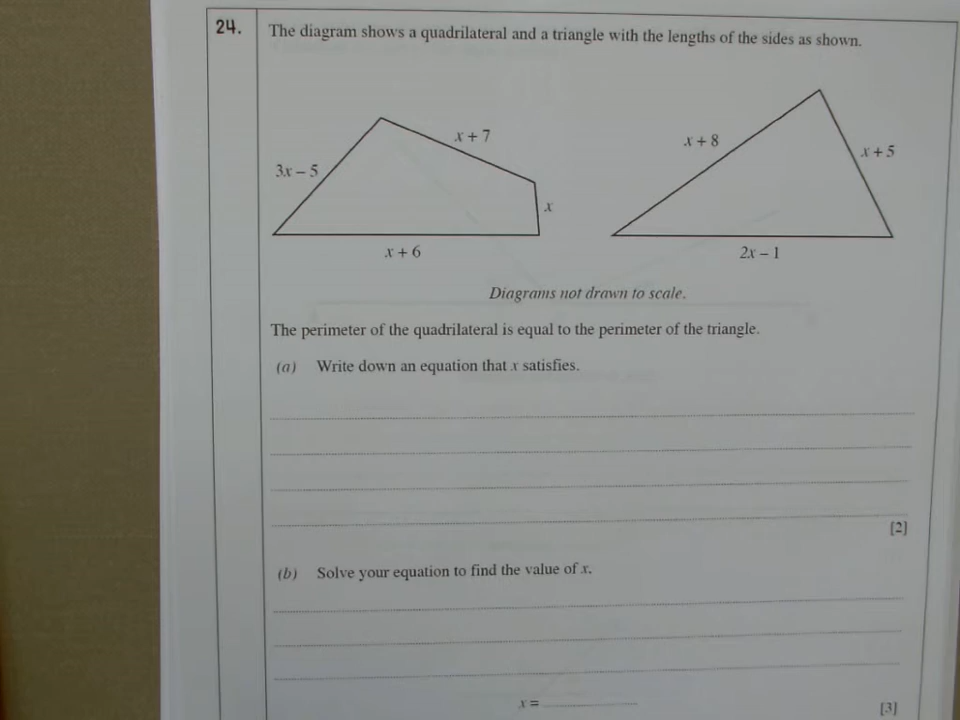 24. The diagram shows a quadrilateral and a triangle with the lengths of the sides as shown.
x + 7
x + 8
3x – 5
x + 5
x
x + 6
2x – 1
Diagrams not drawn to scale.
The perimeter of the quadrilateral is equal to the perimeter of the triangle.
(a) Write down an equation that x satisfies.
[2]
(b) Solve your equation to find the value of x.
x =
[3]